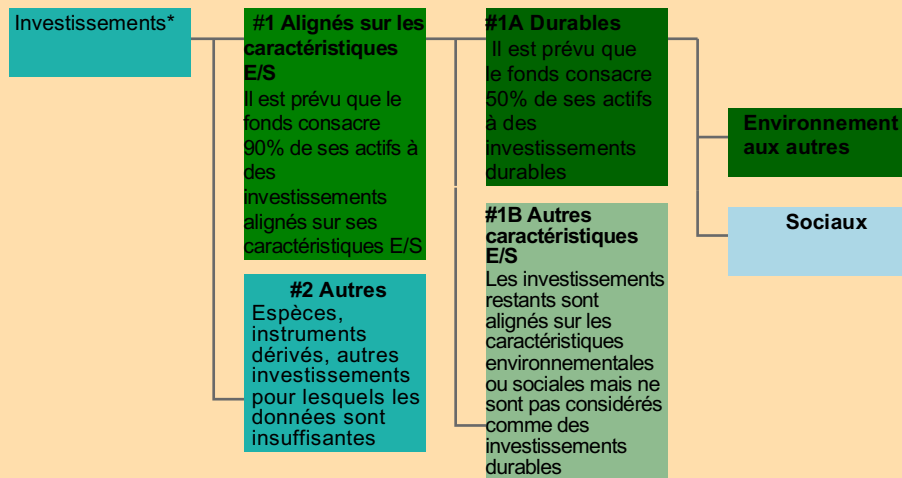 Investissements*
#1 Alignés sur les
caractéristiques
E/S
Il est prévu que le
fonds consacre
90% de ses actifs à
des
investissements
alignés sur ses
caractéristiques E/S
#2 Autres
Espèces,
instruments
dérivés, autres
investissements
pour lesquels les
données sont
insuffisantes
#1A Durables
Il est prévu que
le fonds consacre
50% de ses actifs
à des
investissements
durables
#1B Autres
caractéristiques
E/S
Les investissements
restants sont
alignés sur les
caractéristiques
environnementales
ou sociales mais ne
sont pas considérés
comme des
investissements
durables
Environnement
aux autres
Sociaux